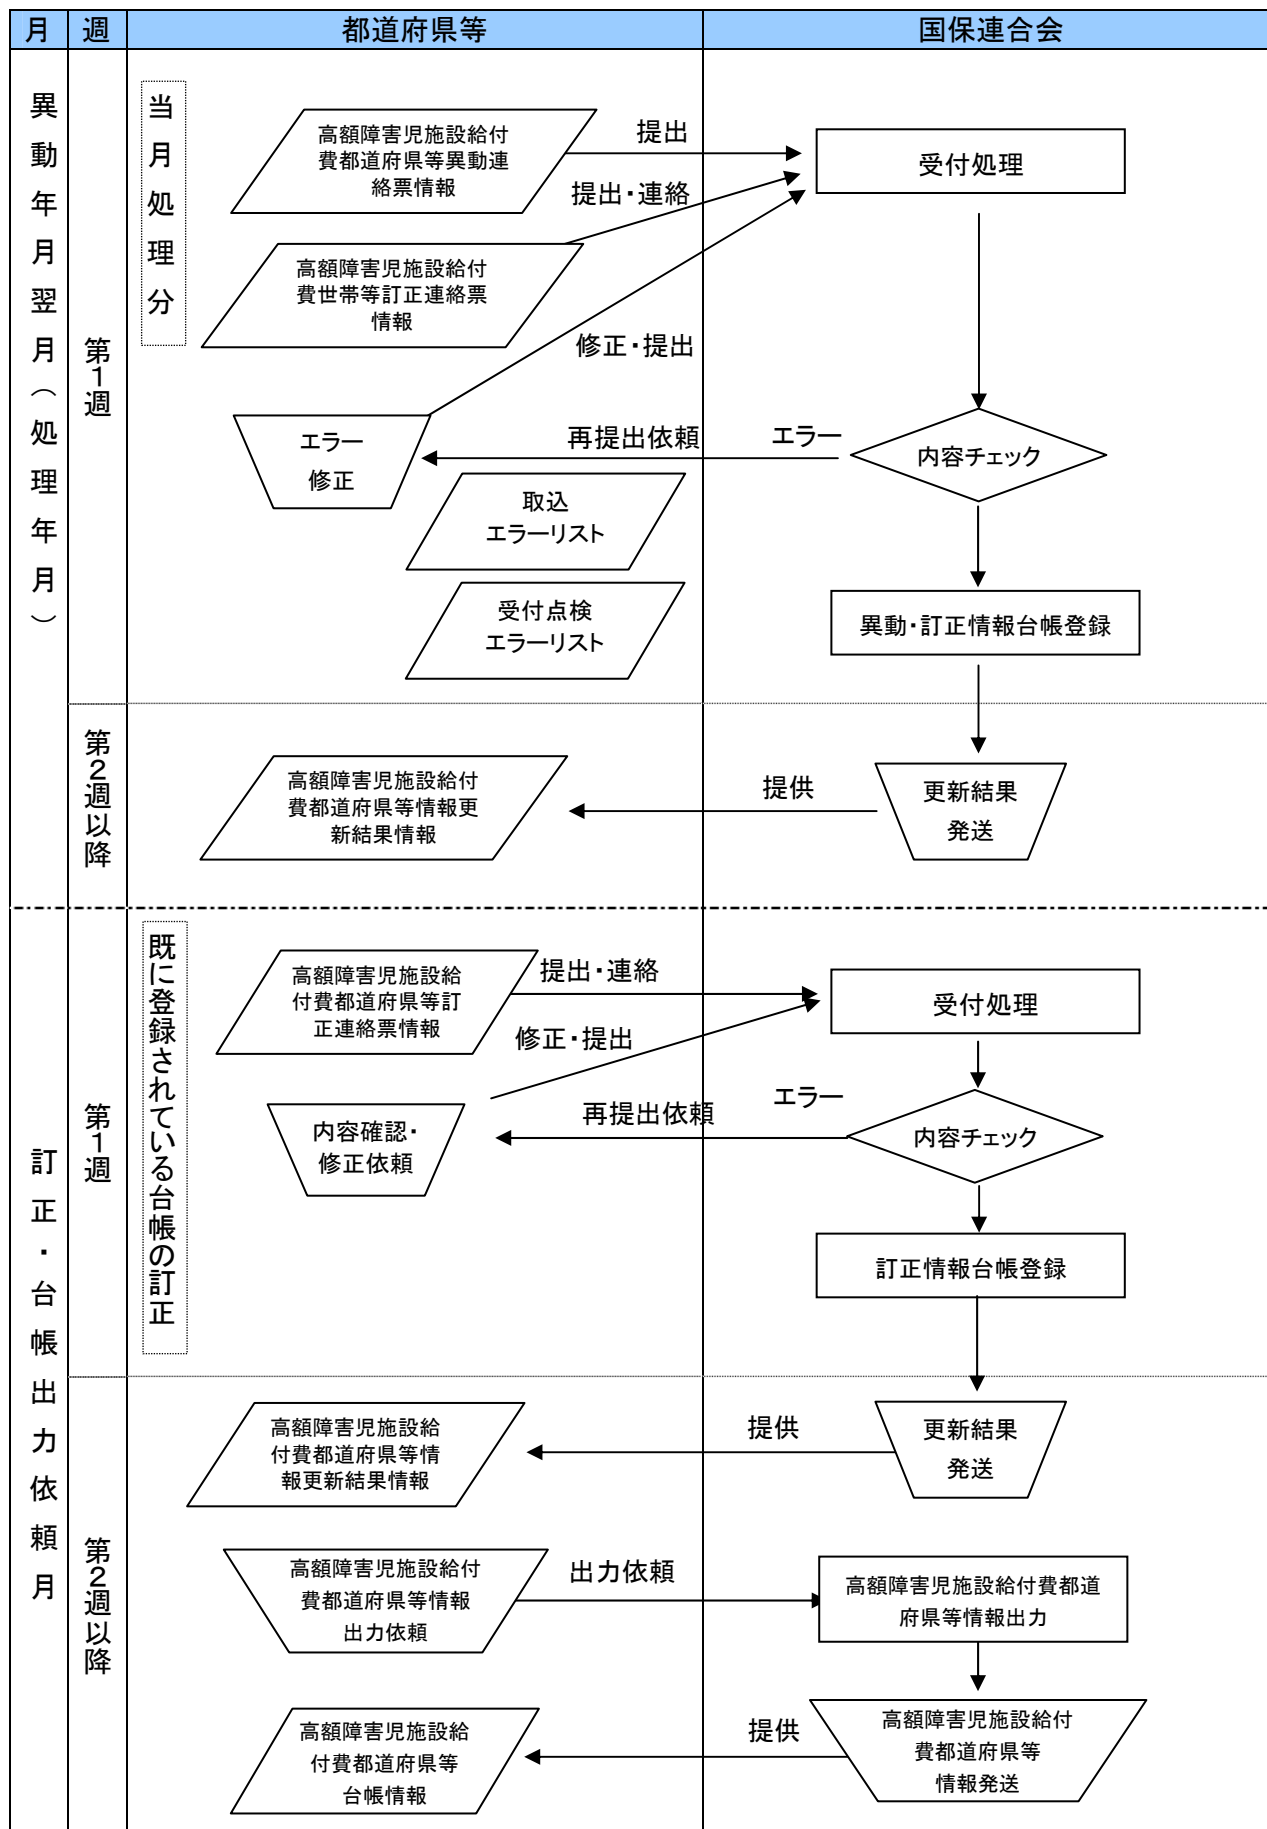 月 週 都道府県等 国保連合会
異動年月翌月（処理年月）
第1週
当月処理分
高額障害児施設給付
費都道府県等異動連
絡票情報
提出
受付処理
提出・連絡
高額障害児施設給付
費世帯等訂正連絡票
情報
修正・提出
エラー
修正
再提出依頼
エラー
内容チェック
取込
エラーリスト
受付点検
エラーリスト
異動・訂正情報台帳登録
第2週以降
高額障害児施設給付
費都道府県等情報更
新結果情報
提供
更新結果
発送
訂正・台帳出力依頼月
第1週
既に登録されている台帳の訂正
高額障害児施設給
付費都道府県等訂
正連絡票情報
提出・連絡
受付処理
修正・提出
内容確認・
修正依頼
再提出依頼
エラー
内容チェック
訂正情報台帳登録
第2週以降
高額障害児施設給
付費都道府県等情
報更新結果情報
提供
更新結果
発送
高額障害児施設給付
費都道府県等情報
出力依頼
出力依頼
高額障害児施設給付費都道
府県等情報出力
高額障害児施設給
付費都道府県等
台帳情報
提供
高額障害児施設給付
費都道府県等
情報発送